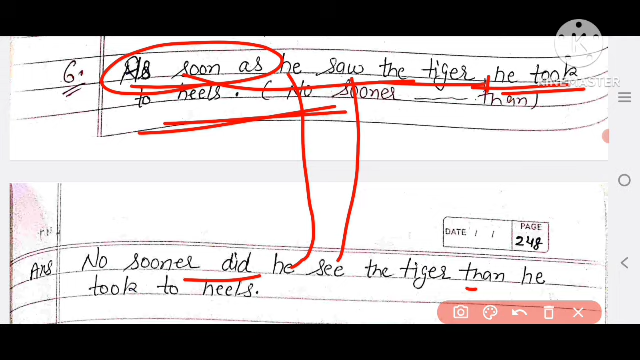 6. As soon as he saw the tiger, he took
to heels. (No sooner ___ than)
KINEMASTER
DATE / / PAGE 248
Ans No sooner did he see the tiger than he
took to heels.